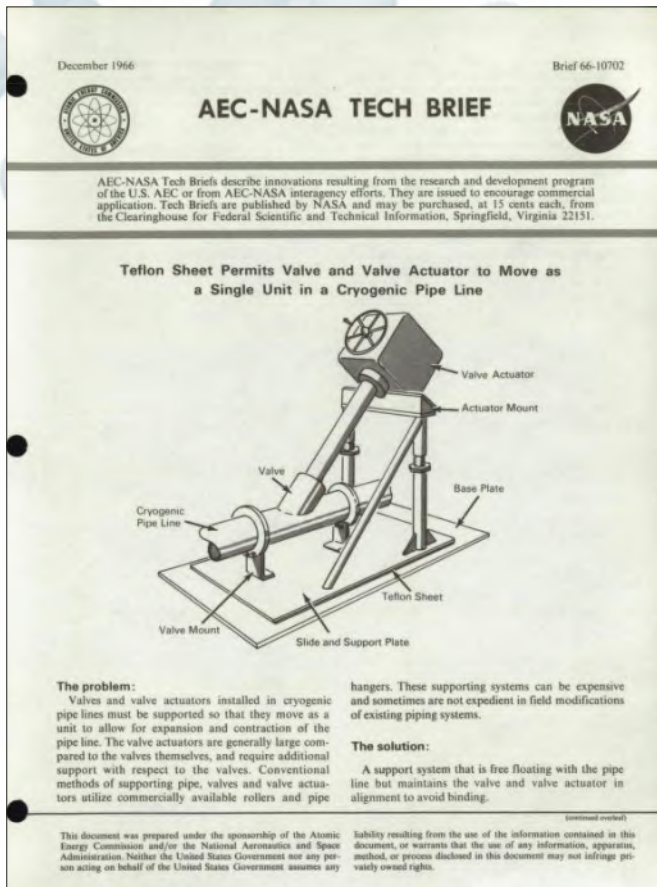 December 1966
Brief 66-10702
AEC-NASA TECH BRIEF
NASA
AEC-NASA Tech Briefs describe innovations resulting from the research and development program
of the U.S. AEC or from AEC-NASA interagency efforts. They are issued to encourage commercial
application. Tech Briefs are published by NASA and may be purchased, at 15 cents each, from
the Clearinghouse for Federal Scientific and Technical Information, Springfield, Virginia 22151.
Teflon Sheet Permits Valve and Valve Actuator to Move as
a Single Unit in a Cryogenic Pipe Line
Valve Actuator
Actuator Mount
Valve
Base Plate
Cryogenic
Pipe Line
Teflon Sheet
Valve Mount
Slide and Support Plate
The problem:
Valves and valve actuators installed in cryogenic
pipe lines must be supported so that they move as a
unit to allow for expansion and contraction of the
pipe line. The valve actuators are generally large com-
pared to the valves themselves, and require additional
support with respect to the valves. Conventional
methods of supporting pipe, valves and valve actua-
tors utilize commercially available rollers and pipe
hangers. These supporting systems can be expensive
and sometimes are not expedient in field modifications
of existing piping systems.
The solution:
A support system that is free floating with the pipe
line but maintains the valve and valve actuator in
alignment to avoid binding.
(continued overleaf)
This document was prepared under the sponsorship of the Atomic
Energy Commission and/or the National Aeronautics and Space
Administration. Neither the United States Government nor any per-
son acting on behalf of the United States Government assumes any
liability resulting from the use of the information contained in this
document, or warrants that the use of any information, apparatus,
method, or process disclosed in this document may not infringe pri-
vately owned rights.